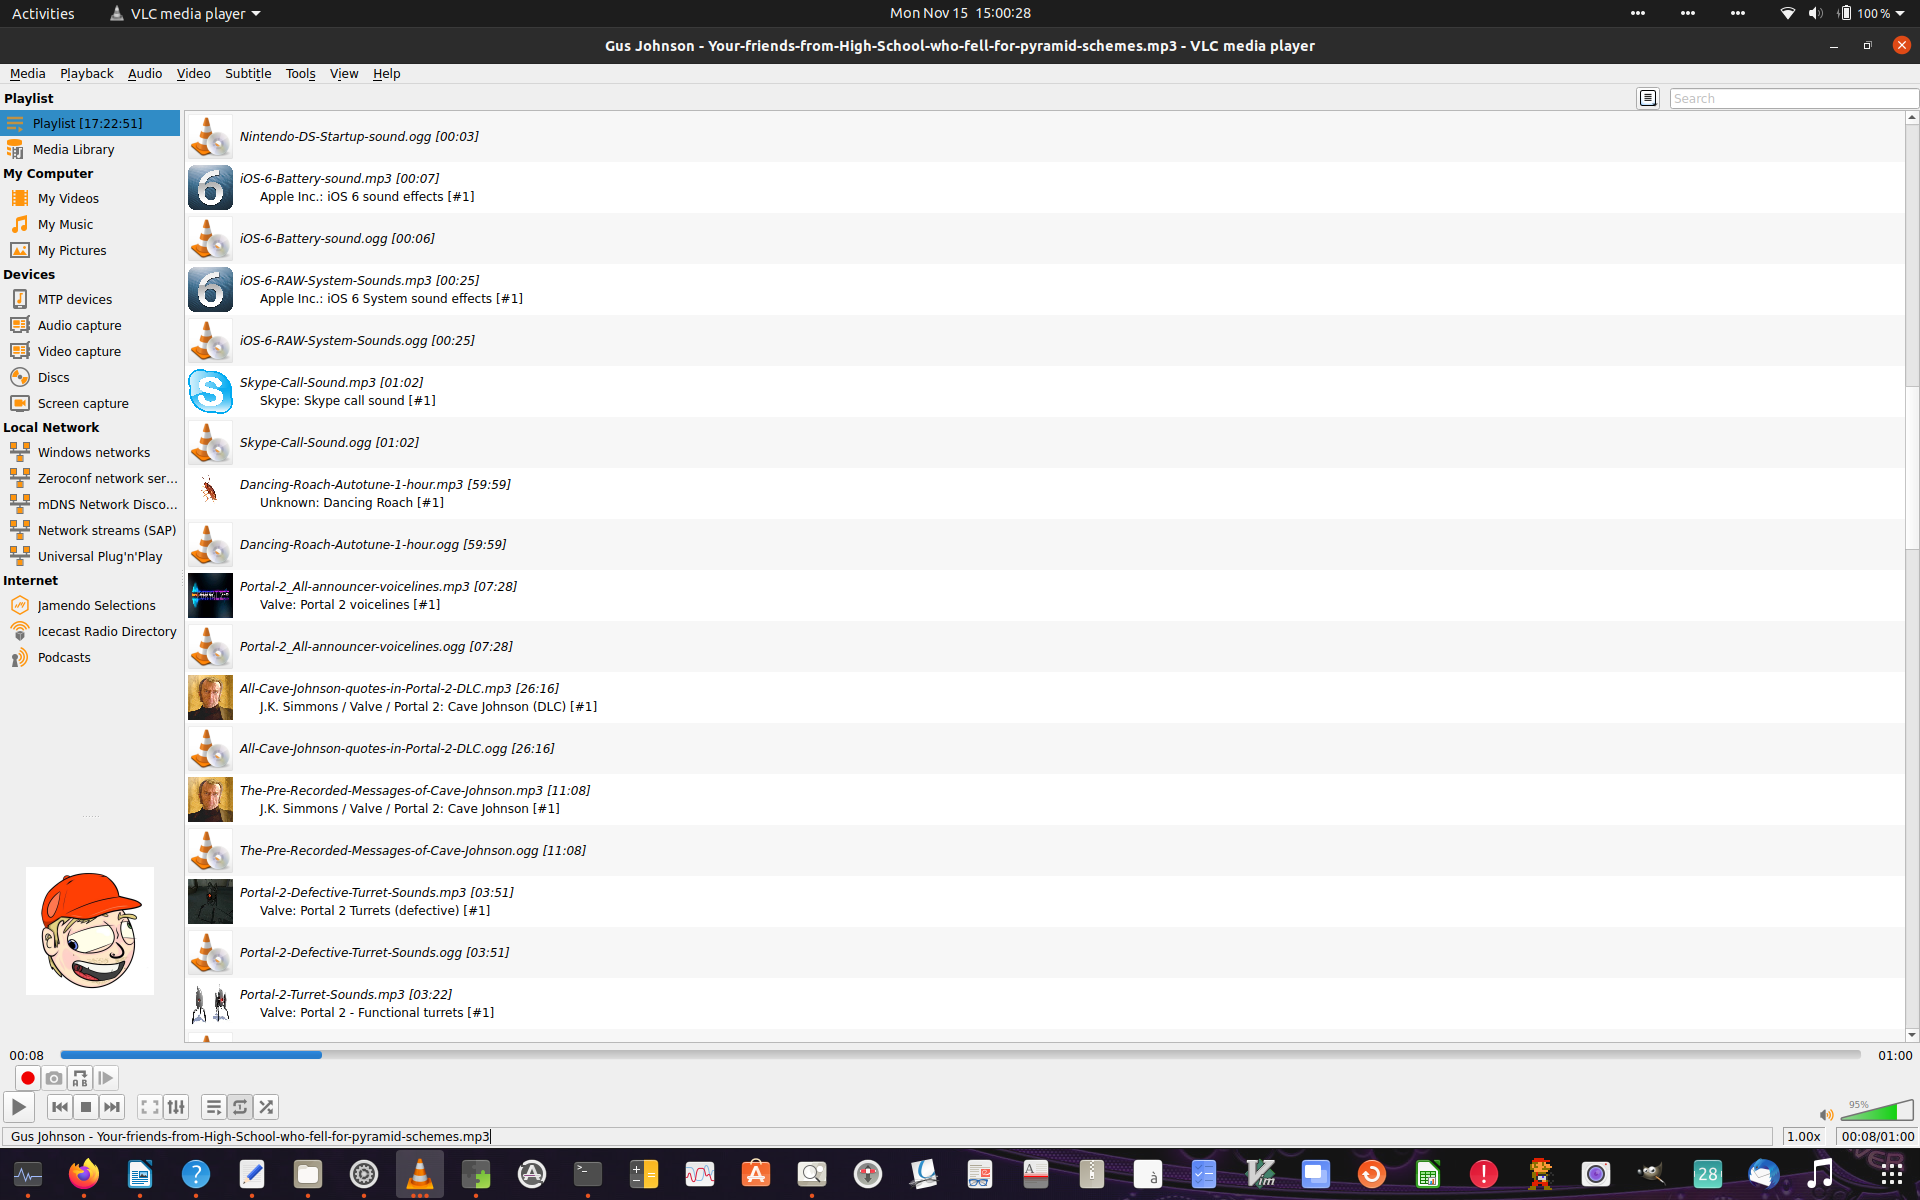 Activities
VLC media player
Mon Nov 15 15:00:28
100 %
Gus Johnson - Your-friends-from-High-School-who-fell-for-pyramid-schemes.mp3 - VLC media player
Media Playback Audio Video Subtitle Tools View Help
Playlist
Search
Playlist [17:22:51]
Media Library
My Computer
My Videos
My Music
My Pictures
Devices
MTP devices
Audio capture
Video capture
Discs
Screen capture
Local Network
Windows networks
Zeroconf network ser...
mDNS Network Disco...
Network streams (SAP)
Universal Plug'n'Play
Internet
Jamendo Selections
Icecast Radio Directory
Podcasts
Nintendo-DS-Startup-sound.ogg [00:03]
6
iOS-6-Battery-sound.mp3 [00:07]
Apple Inc.: iOS 6 sound effects [#1]
iOS-6-Battery-sound.ogg [00:06]
6
iOS-6-RAW-System-Sounds.mp3 [00:25]
Apple Inc.: iOS 6 System sound effects [#1]
iOS-6-RAW-System-Sounds.ogg [00:25]
S
Skype-Call-Sound.mp3 [01:02]
Skype: Skype call sound [#1]
Skype-Call-Sound.ogg [01:02]
Dancing-Roach-Autotune-1-hour.mp3 [59:59]
Unknown: Dancing Roach [#1]
Dancing-Roach-Autotune-1-hour.ogg [59:59]
Portal-2_All-announcer-voicelines.mp3 [07:28]
Valve: Portal 2 voicelines [#1]
Portal-2_All-announcer-voicelines.ogg [07:28]
All-Cave-Johnson-quotes-in-Portal-2-DLC.mp3 [26:16]
J.K. Simmons / Valve / Portal 2: Cave Johnson (DLC) [#1]
All-Cave-Johnson-quotes-in-Portal-2-DLC.ogg [26:16]
The-Pre-Recorded-Messages-of-Cave-Johnson.mp3 [11:08]
J.K. Simmons / Valve / Portal 2: Cave Johnson [#1]
The-Pre-Recorded-Messages-of-Cave-Johnson.ogg [11:08]
Portal-2-Defective-Turret-Sounds.mp3 [03:51]
Valve: Portal 2 Turrets (defective) [#1]
Portal-2-Defective-Turret-Sounds.ogg [03:51]
Portal-2-Turret-Sounds.mp3 [03:22]
Valve: Portal 2 - Functional turrets [#1]
00:08
01:00
A B
95%
Gus Johnson - Your-friends-from-High-School-who-fell-for-pyramid-schemes.mp3
1.00x
00:08/01:00
28